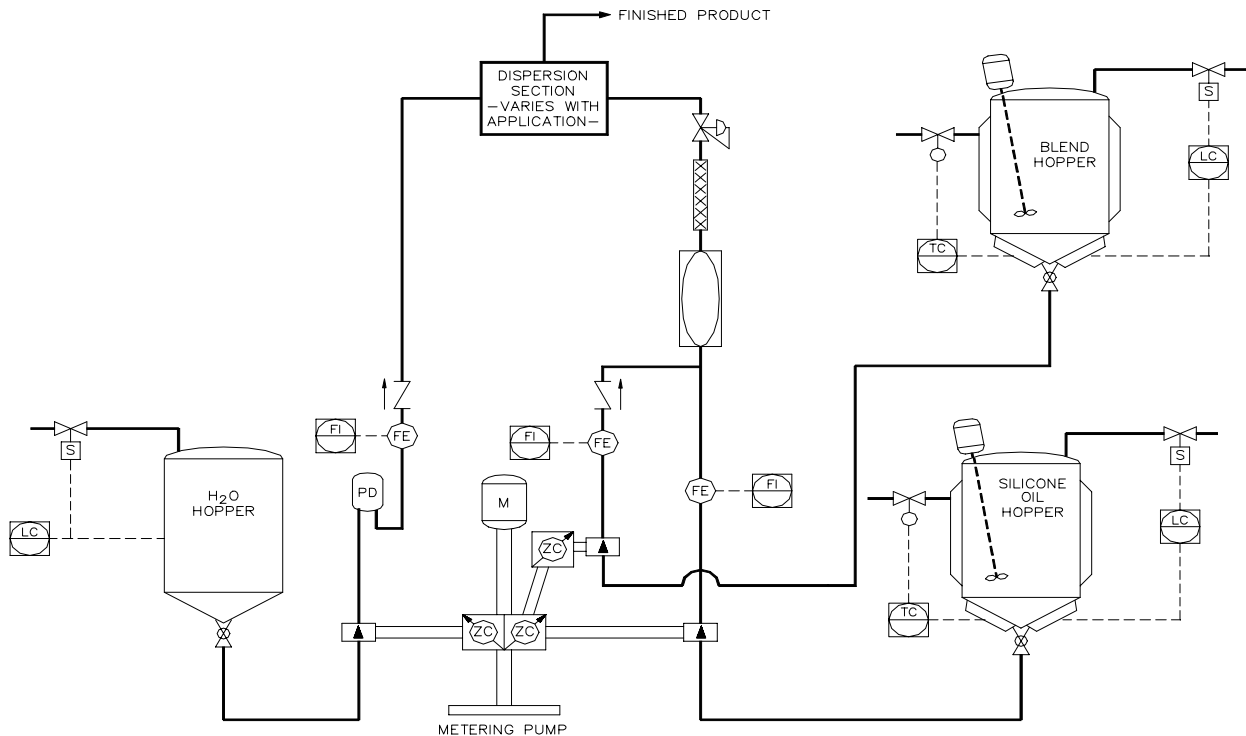 FINISHED PRODUCT
DISPERSION
SECTION
-VARIES WITH
APPLICATION-
S
BLEND
HOPPER
LC
TC
FI
FE
FI
FE
S
H2O
HOPPER
PD
M
FE
FI
SILICONE
OIL
HOPPER
S
LC
LC
ZC
TC
ZC
ZC
METERING PUMP